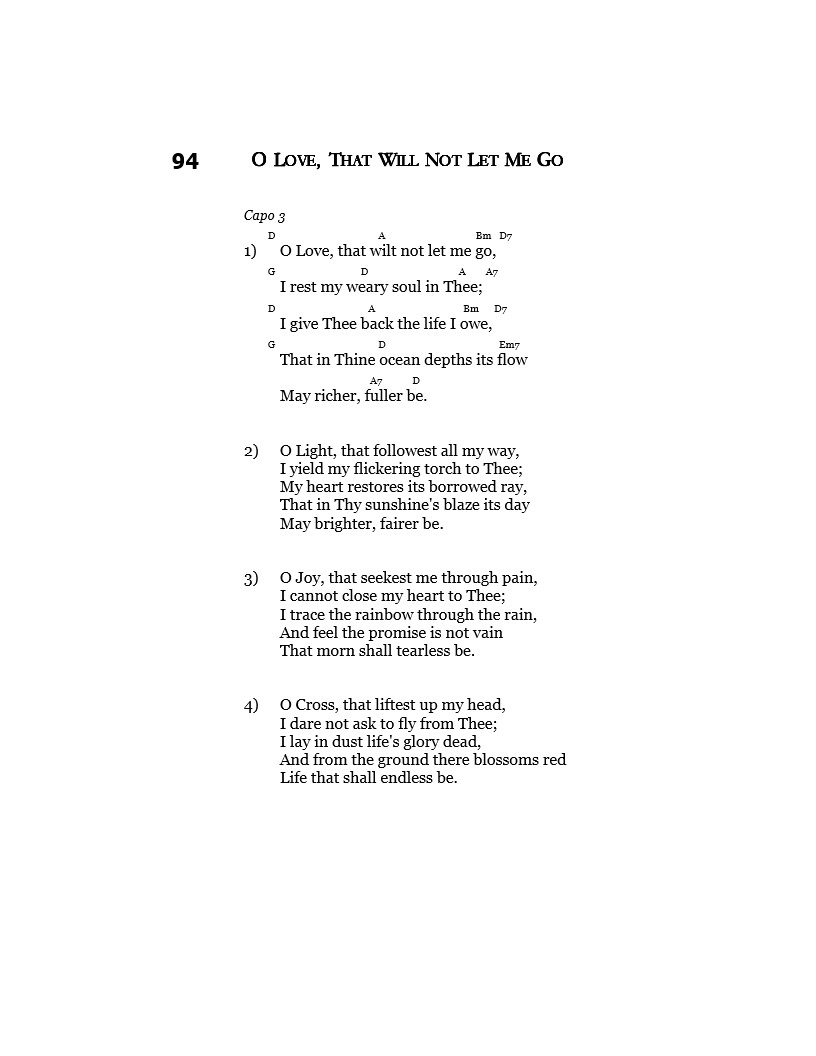 94 O Love, That Will Not Let Me Go
Capo 3
D A Bm D7
1) O Love, that wilt not let me go,
G D A A7
I rest my weary soul in Thee;
D A Bm D7
I give Thee back the life I owe,
G D Em7
That in Thine ocean depths its flow
A7 D
May richer, fuller be.
2) O Light, that followest all my way,
I yield my flickering torch to Thee;
My heart restores its borrowed ray,
That in Thy sunshine's blaze its day
May brighter, fairer be.
3) O Joy, that seekest me through pain,
I cannot close my heart to Thee;
I trace the rainbow through the rain,
And feel the promise is not vain
That morn shall tearless be.
4) O Cross, that liftest up my head,
I dare not ask to fly from Thee;
I lay in dust life's glory dead,
And from the ground there blossoms red
Life that shall endless be.